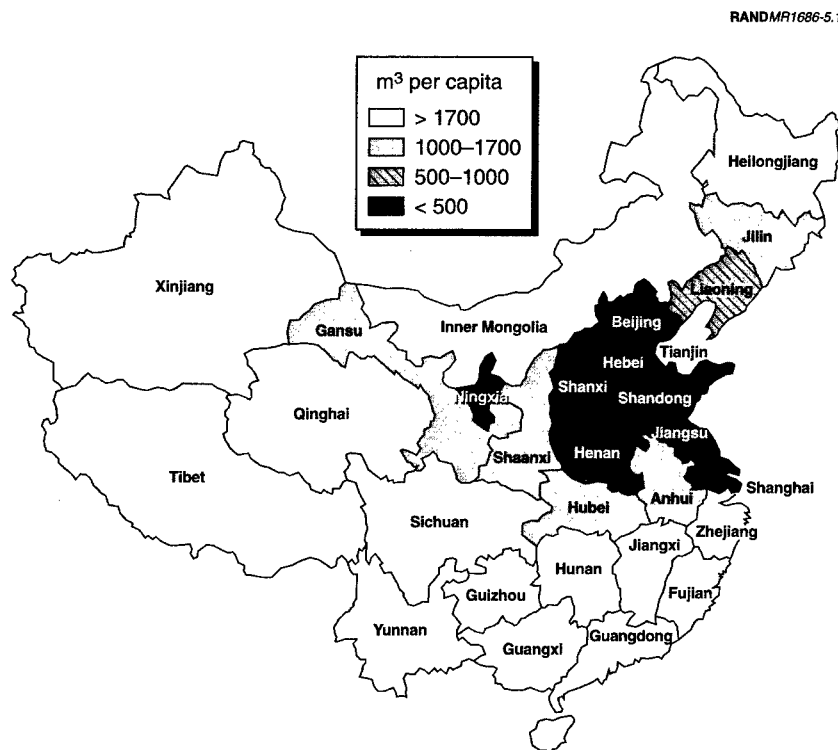 RANDMR1686-5.1
m³ per capita
> 1700
1000–1700
500–1000
< 500
Heilongjiang
Jilin
Liaoning
Xinjiang
Beijing
Gansu
Inner Mongolia
Tianjin
Hebei
Shanxi
Ningxia
Shandong
Qinghai
Jiangsu
Henan
Shaanxi
Tibet
Shanghai
Anhui
Hubei
Sichuan
Zhejiang
Jiangxi
Hunan
Guizhou
Fujian
Yunnan
Guangdong
Guangxi